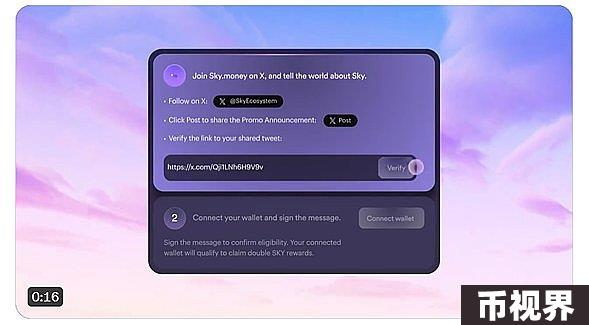 Join Sky.money on X, and tell the world about Sky.
• Follow on X: X @SkyEcosystem
• Click Post to share the Promo Announcement: X Post
• Verify the link to your shared tweet:
https://x.com/Qji1LNh6H9V9v Verify
2 Connect your wallet and sign the message. Connect wallet
Sign the message to confirm eligibility. Your connected
wallet will qualify to claim double SKY rewards.
0:16
币视界